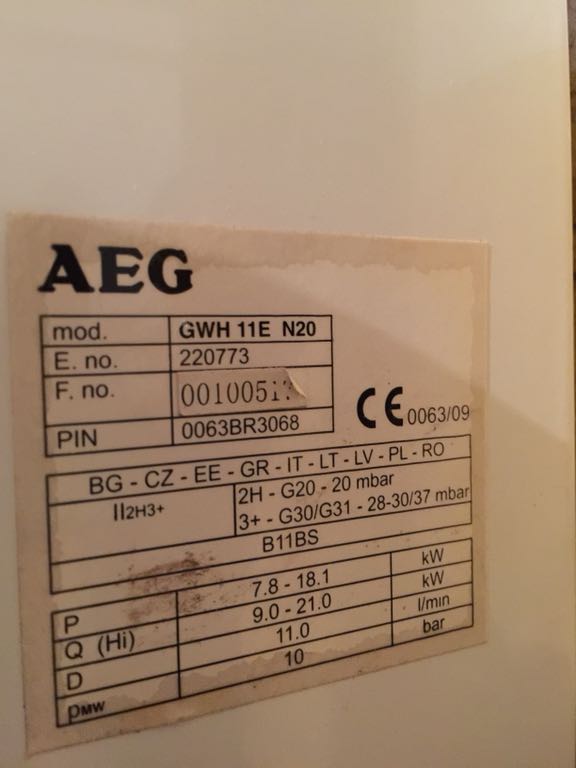 AEG
mod. GWH 11E N20
E. no. 220773
F. no.
PIN 0063BR3068
CE 0063/09
BG - CZ - EE - GR - IT - LT - LV - PL - RO
II2H3+ 2H - G20 - 20 mbar
3+ - G30/G31 - 28-30/37 mbar
B11BS
P 7.8 - 18.1 kW
Q (Hi) 9.0 - 21.0 kW
D 11.0 l/min
pMW 10 bar